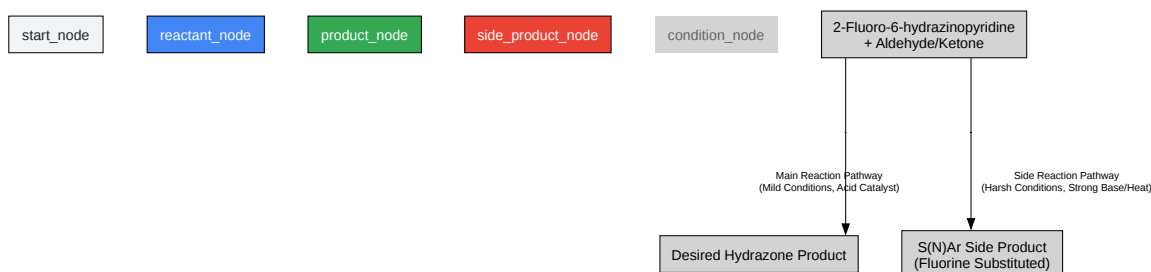 start_node
reactant_node
product_node
side_product_node
condition_node
2-Fluoro-6-hydrazinopyridine
+ Aldehyde/Ketone
Main Reaction Pathway
(Mild Conditions, Acid Catalyst)
Side Reaction Pathway
(Harsh Conditions, Strong Base/Heat)
Desired Hydrazone Product
S(N)Ar Side Product
(Fluorine Substituted)